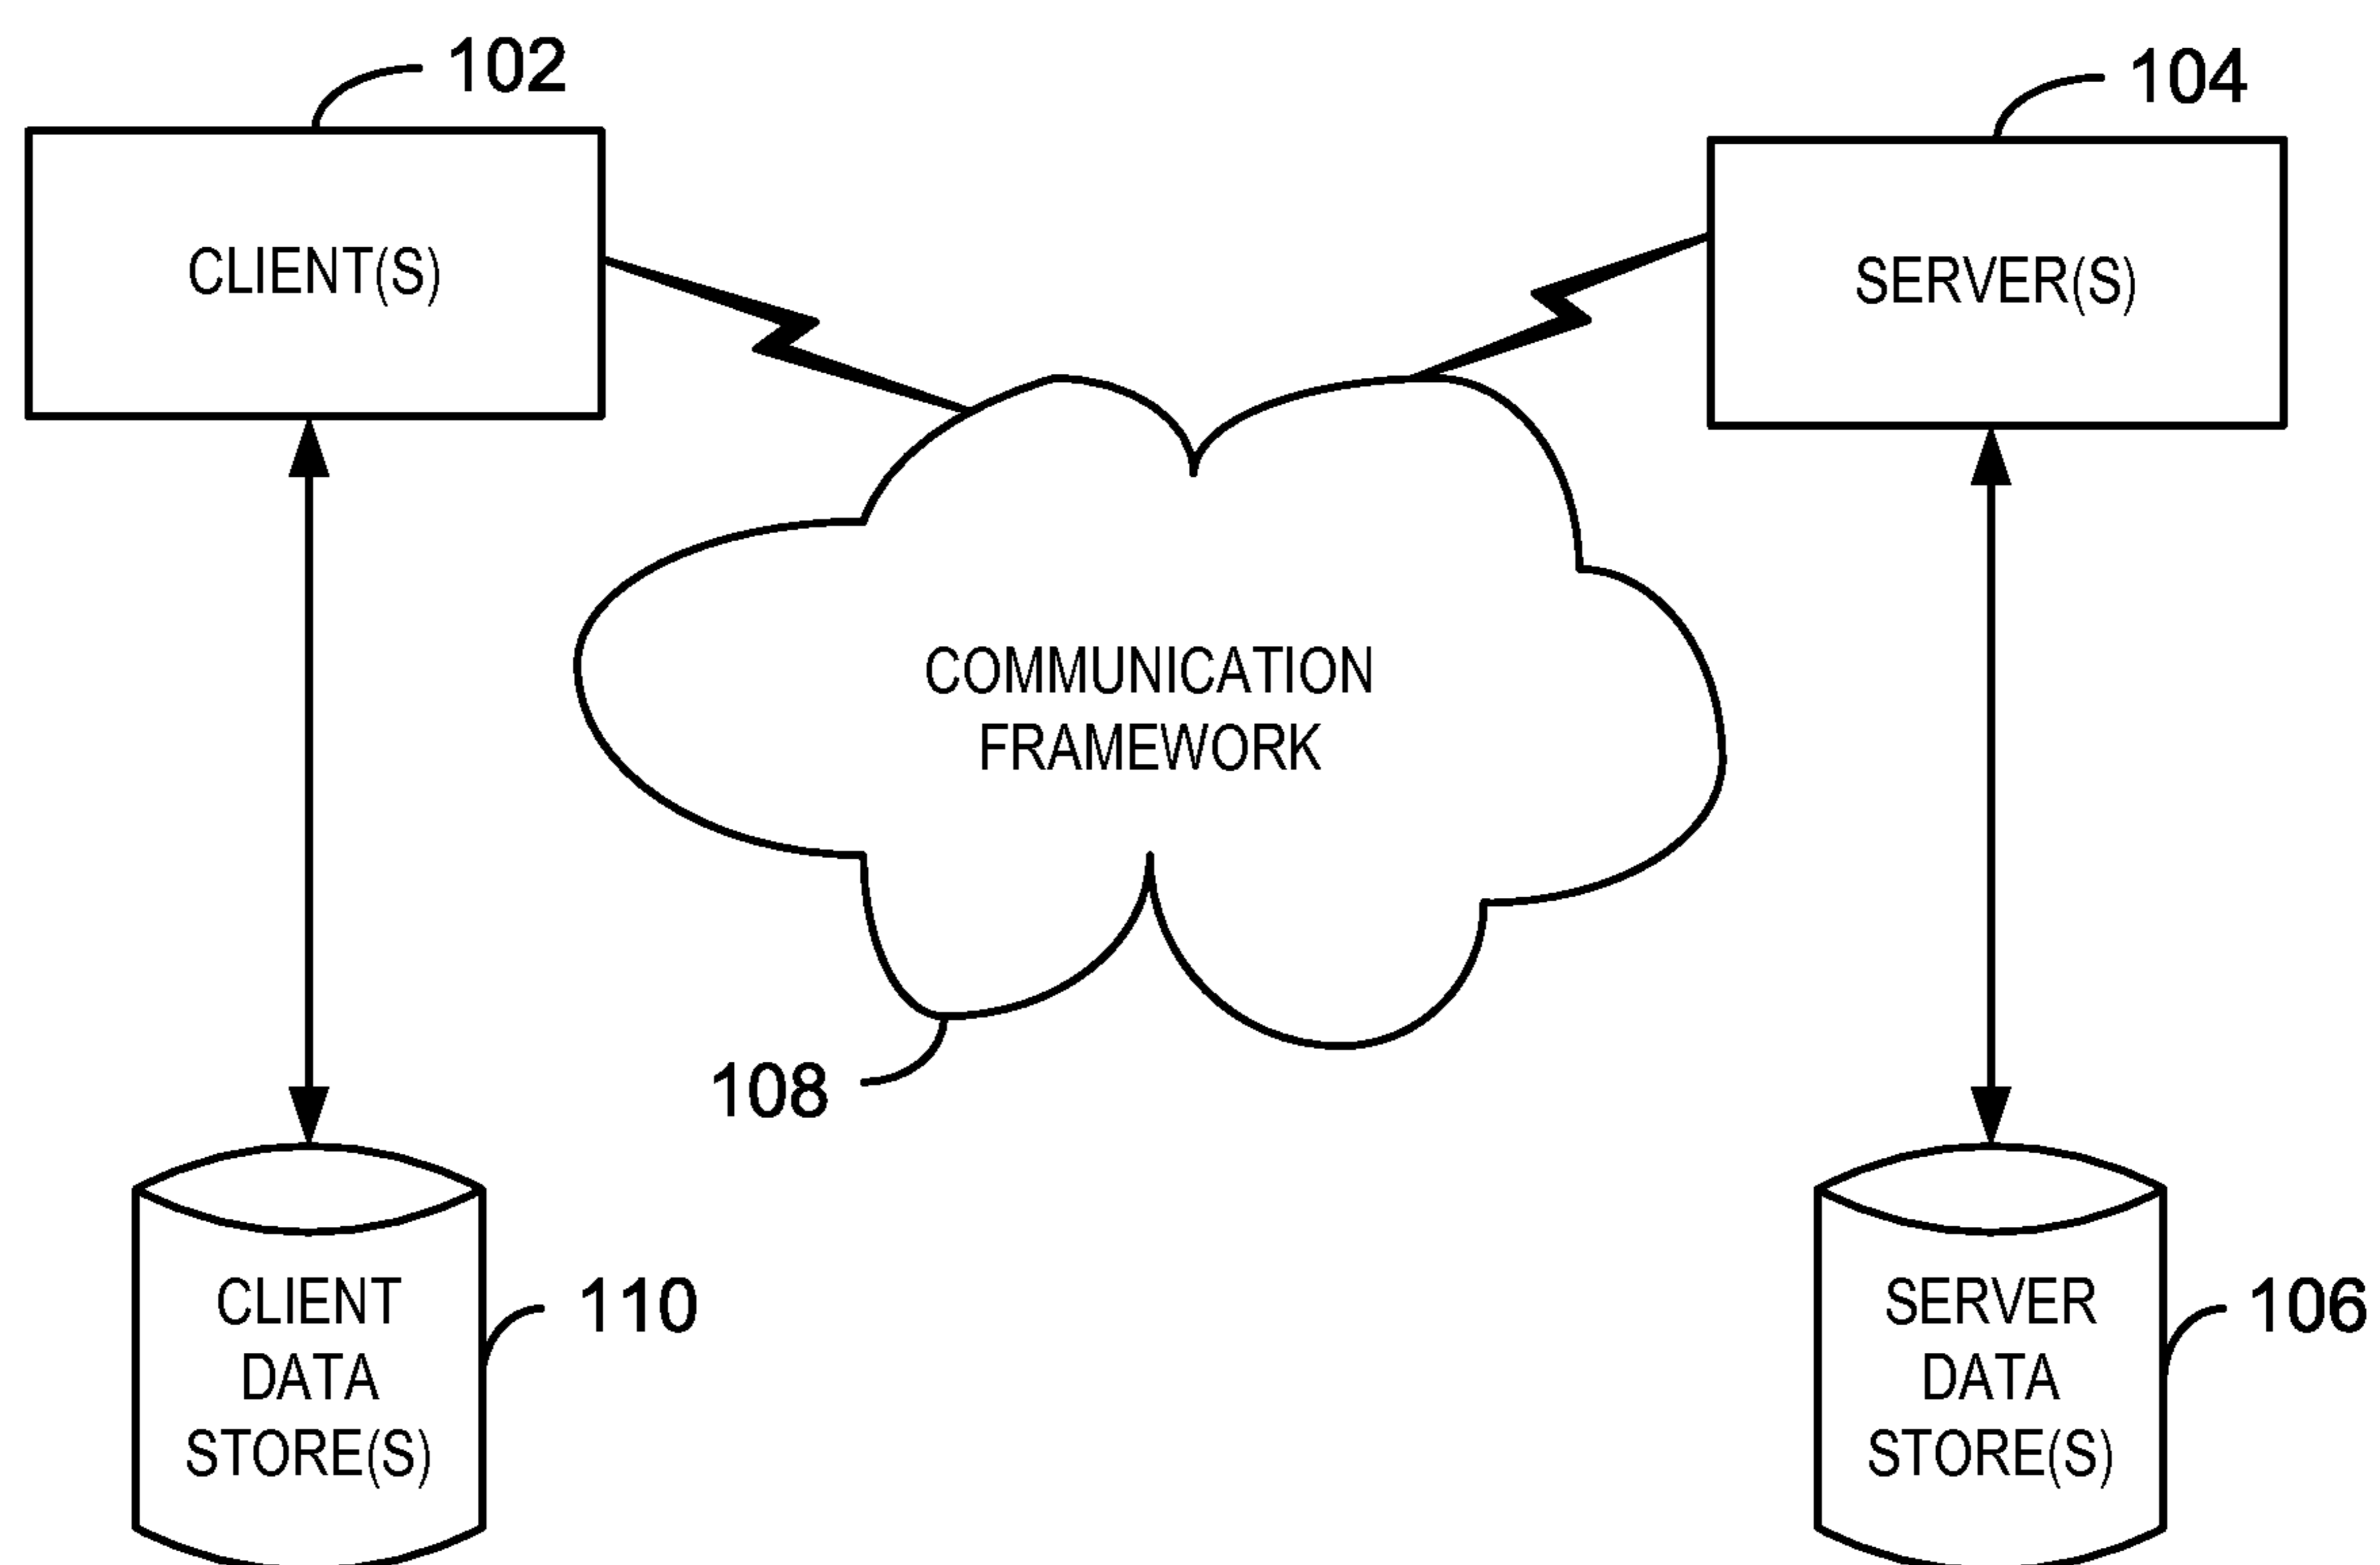 102
104
CLIENT(S)
SERVER(S)
COMMUNICATION
FRAMEWORK
108
CLIENT
DATA
STORE(S)
110
SERVER
DATA
STORE(S)
106